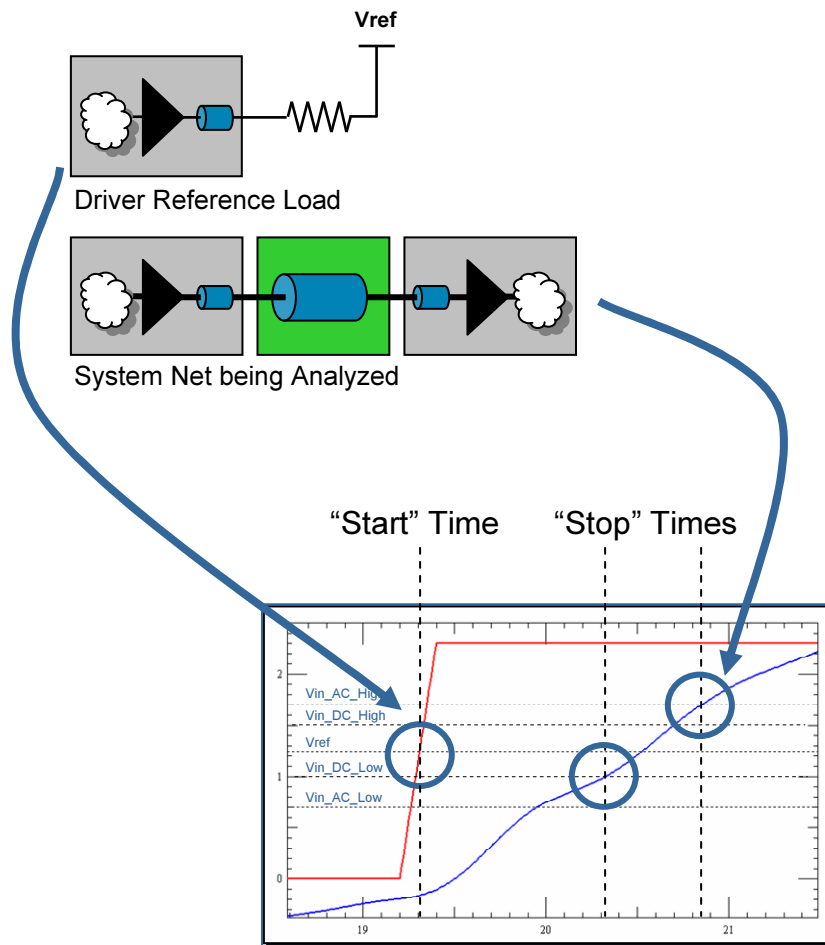 Vref
Driver Reference Load
System Net being Analyzed
“Start” Time “Stop” Times
2
Vin_AC_High
Vin_DC_High
Vref
Vin_DC_Low
1
Vin_AC_Low
0
19 20 21